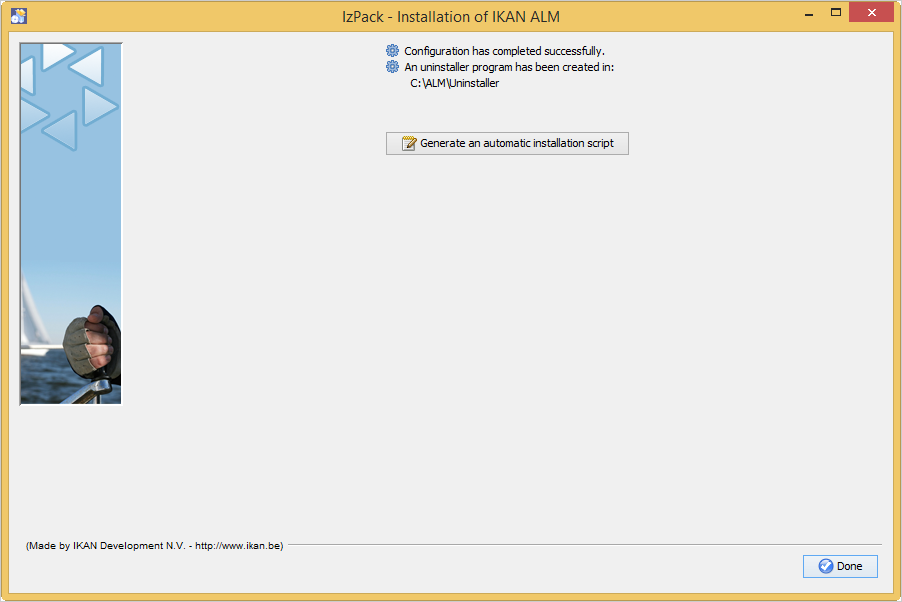 IzPack - Installation of IKAN ALM
Configuration has completed successfully.
An uninstaller program has been created in:
C:\ALM\Uninstaller
Generate an automatic installation script
(Made by IKAN Development N.V. - http://www.ikan.be)
Done